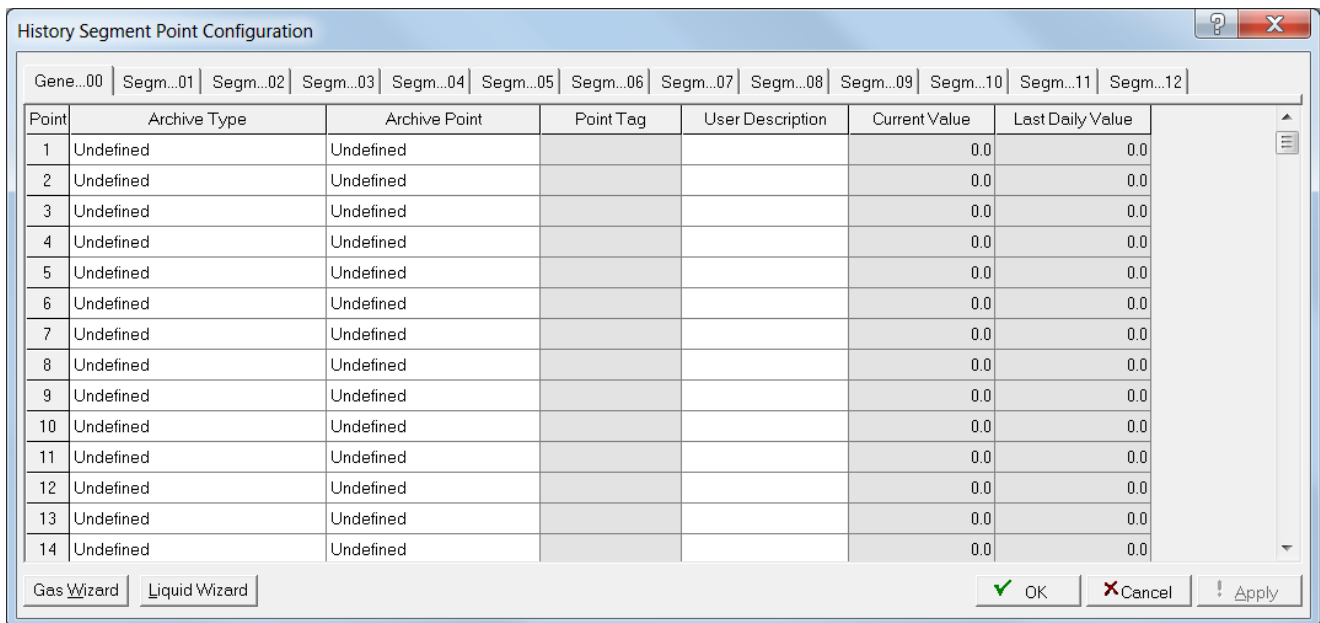 History Segment Point Configuration
Gene...00 Segm...01 Segm...02 Segm...03 Segm...04 Segm...05 Segm...06 Segm...07 Segm...08 Segm...09 Segm...10 Segm...11 Segm...12
Point Archive Type Archive Point Point Tag User Description Current Value Last Daily Value
1 Undefined Undefined 0.0 0.0
2 Undefined Undefined 0.0 0.0
3 Undefined Undefined 0.0 0.0
4 Undefined Undefined 0.0 0.0
5 Undefined Undefined 0.0 0.0
6 Undefined Undefined 0.0 0.0
7 Undefined Undefined 0.0 0.0
8 Undefined Undefined 0.0 0.0
9 Undefined Undefined 0.0 0.0
10 Undefined Undefined 0.0 0.0
11 Undefined Undefined 0.0 0.0
12 Undefined Undefined 0.0 0.0
13 Undefined Undefined 0.0 0.0
14 Undefined Undefined 0.0 0.0
Gas Wizard Liquid Wizard OK Cancel ! Apply